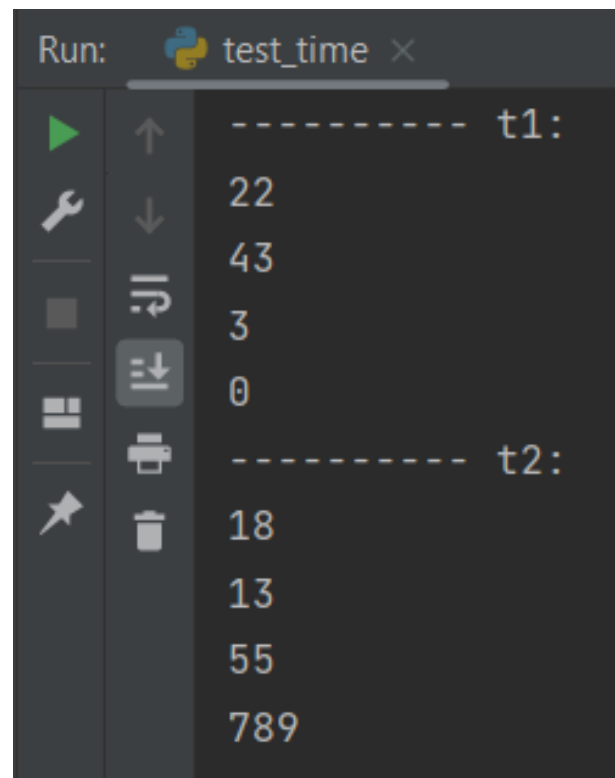 Run: test_time
---------- t1:
22
43
3
0
---------- t2:
18
13
55
789